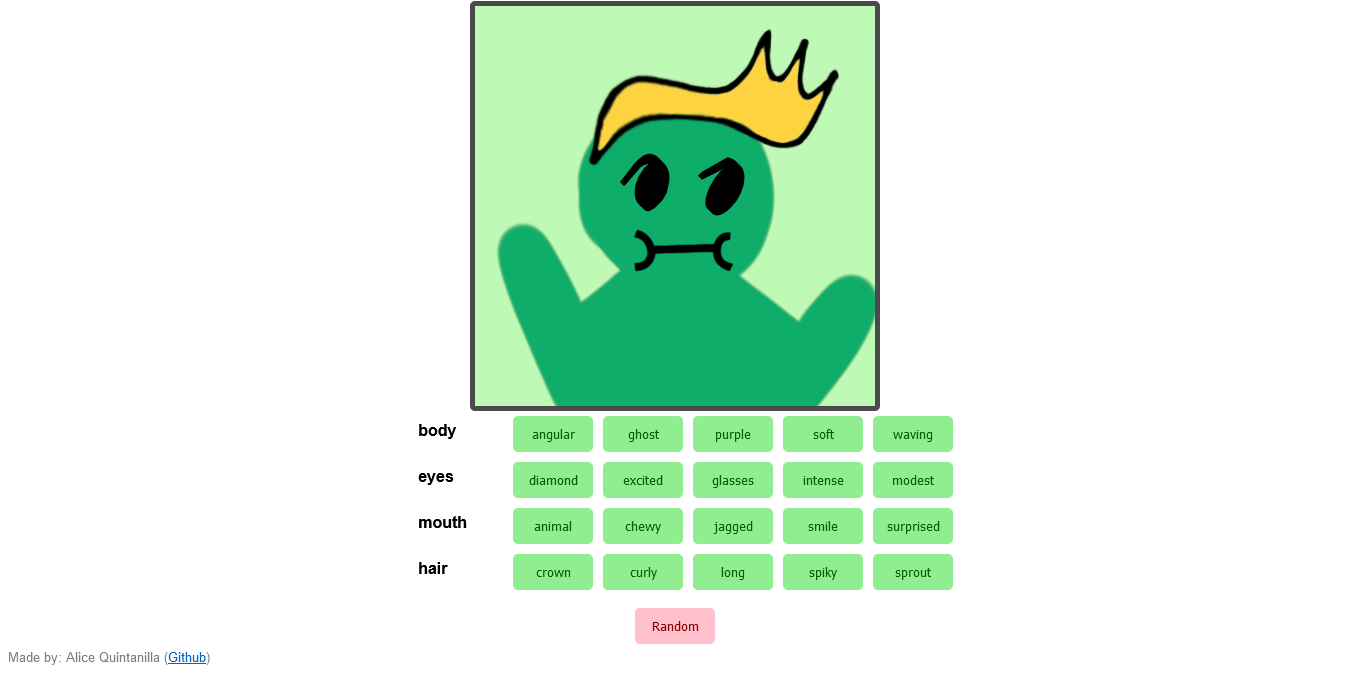 body angular ghost purple soft waving
eyes diamond excited glasses intense modest
mouth animal chewy jagged smile surprised
hair crown curly long spiky sprout
Random
Made by: Alice Quintanilla (Github)